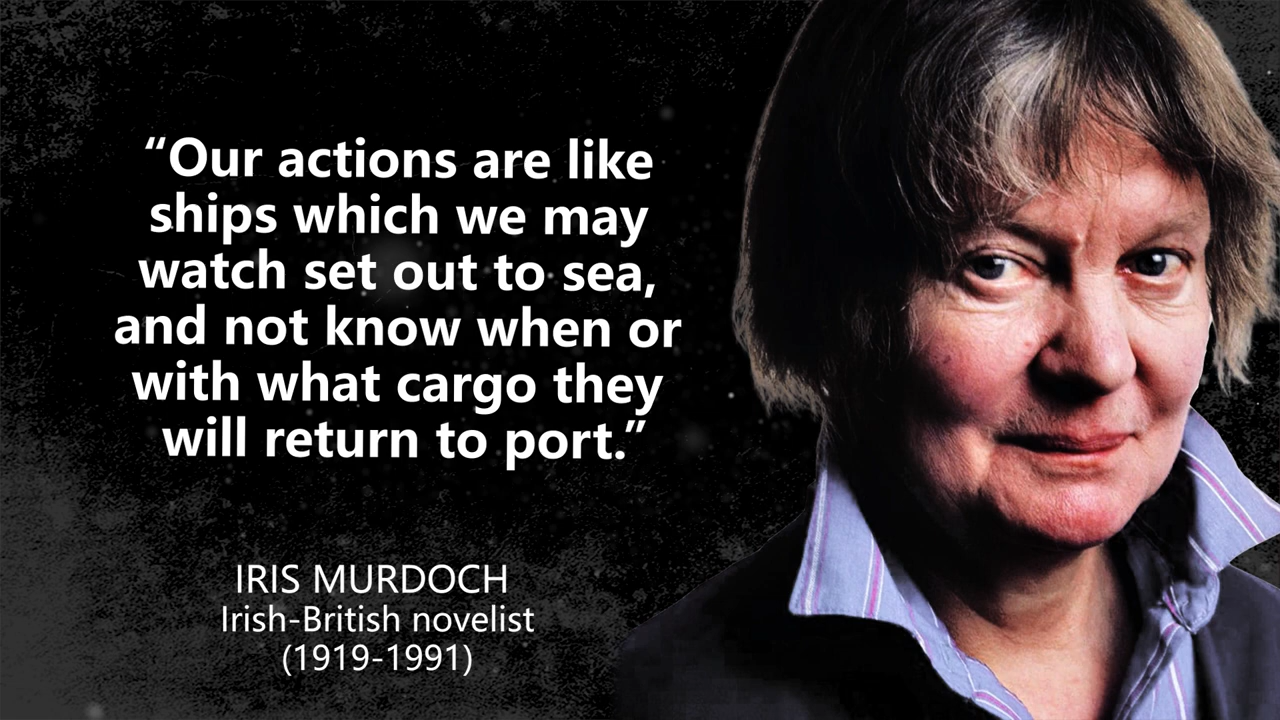 “Our actions are like
ships which we may
watch set out to sea,
and not know when or
with what cargo they
will return to port.”
IRIS MURDOCH
Irish-British novelist
(1919-1991)